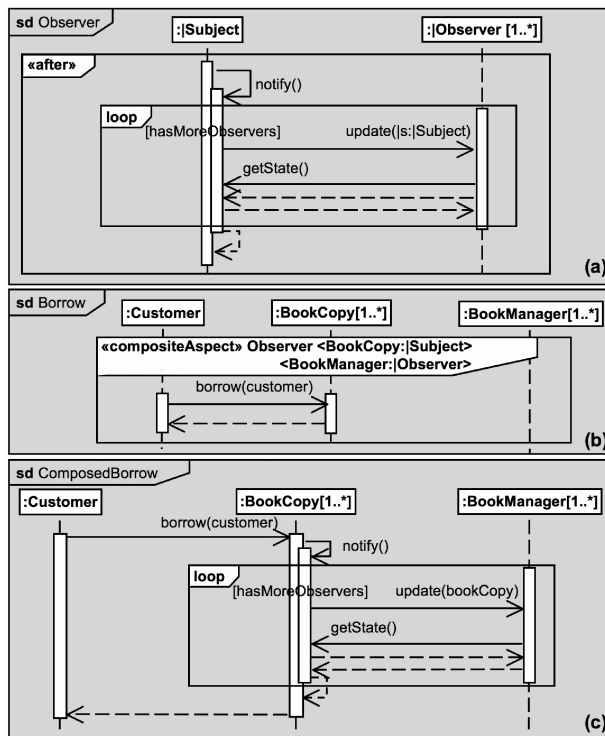 sd Observer
:|Subject
:|Observer [1..*]
«after»
notify()
loop
[hasMoreObservers]
update(|s:|Subject)
getState()
(a)
sd Borrow
:Customer
:BookCopy[1..*]
:BookManager[1..*]
«compositeAspect» Observer <BookCopy:|Subject>
<BookManager:|Observer>
borrow(customer)
(b)
sd ComposedBorrow
:Customer
:BookCopy[1..*]
:BookManager[1..*]
borrow(customer)
notify()
loop
[hasMoreObservers]
update(bookCopy)
getState()
(c)